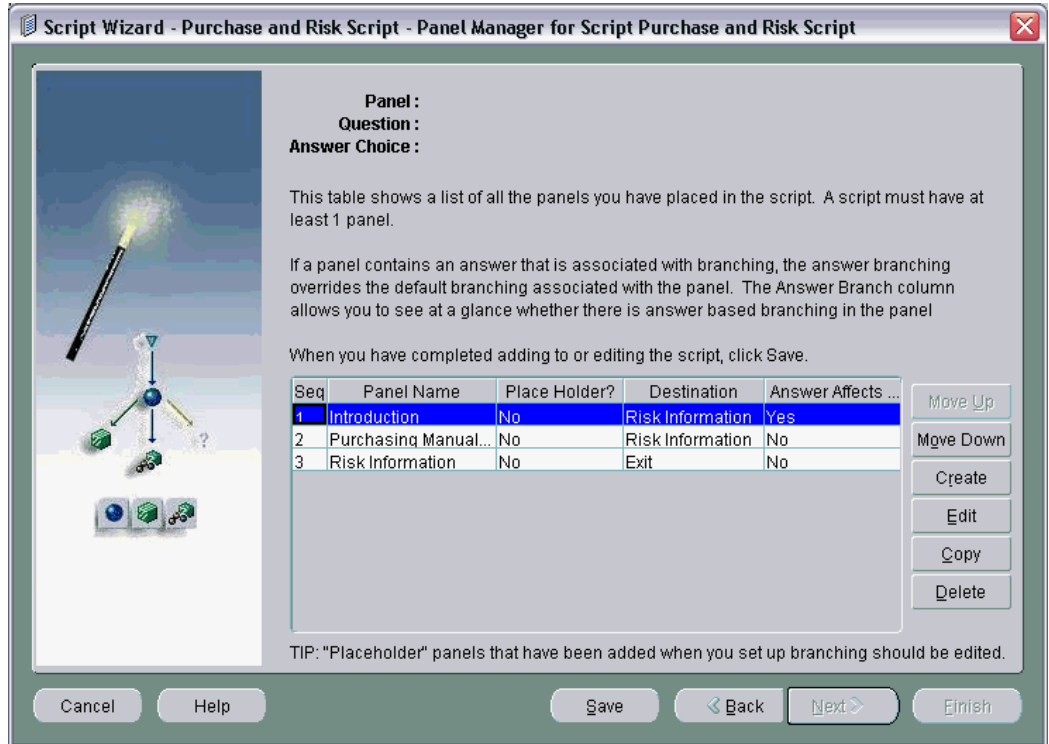 Script Wizard - Purchase and Risk Script - Panel Manager for Script Purchase and Risk Script
Panel :
Question :
Answer Choice :
This table shows a list of all the panels you have placed in the script. A script must have at
least 1 panel.
If a panel contains an answer that is associated with branching, the answer branching
overrides the default branching associated with the panel. The Answer Branch column
allows you to see at a glance whether there is answer based branching in the panel
When you have completed adding to or editing the script, click Save.
Seq Panel Name Place Holder? Destination Answer Affects ...
1 Introduction No Risk Information Yes
2 Purchasing Manual... No Risk Information No
3 Risk Information No Exit No
Move Up
Move Down
Create
Edit
Copy
Delete
?
TIP: "Placeholder" panels that have been added when you set up branching should be edited.
Cancel Help Save Back Next Finish